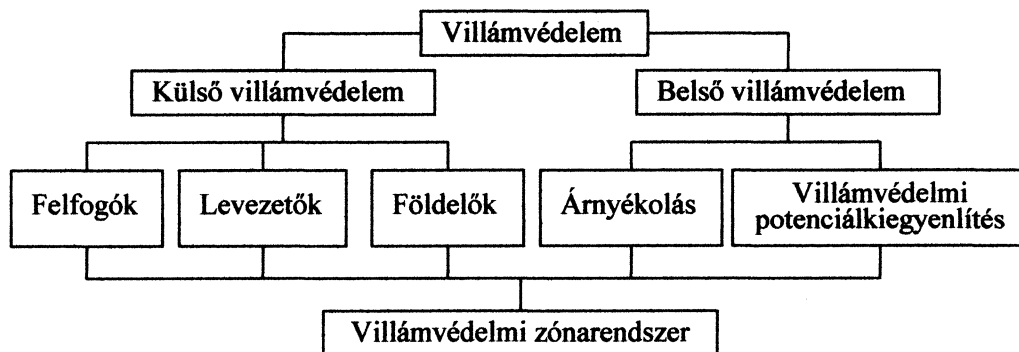 Villámvédelem
Külső villámvédelem
Belső villámvédelem
Felfogók
Levezetők
Földelők
Árnyékolás
Villámvédelmi
potenciálkiegyenlítés
Villámvédelmi zónarendszer